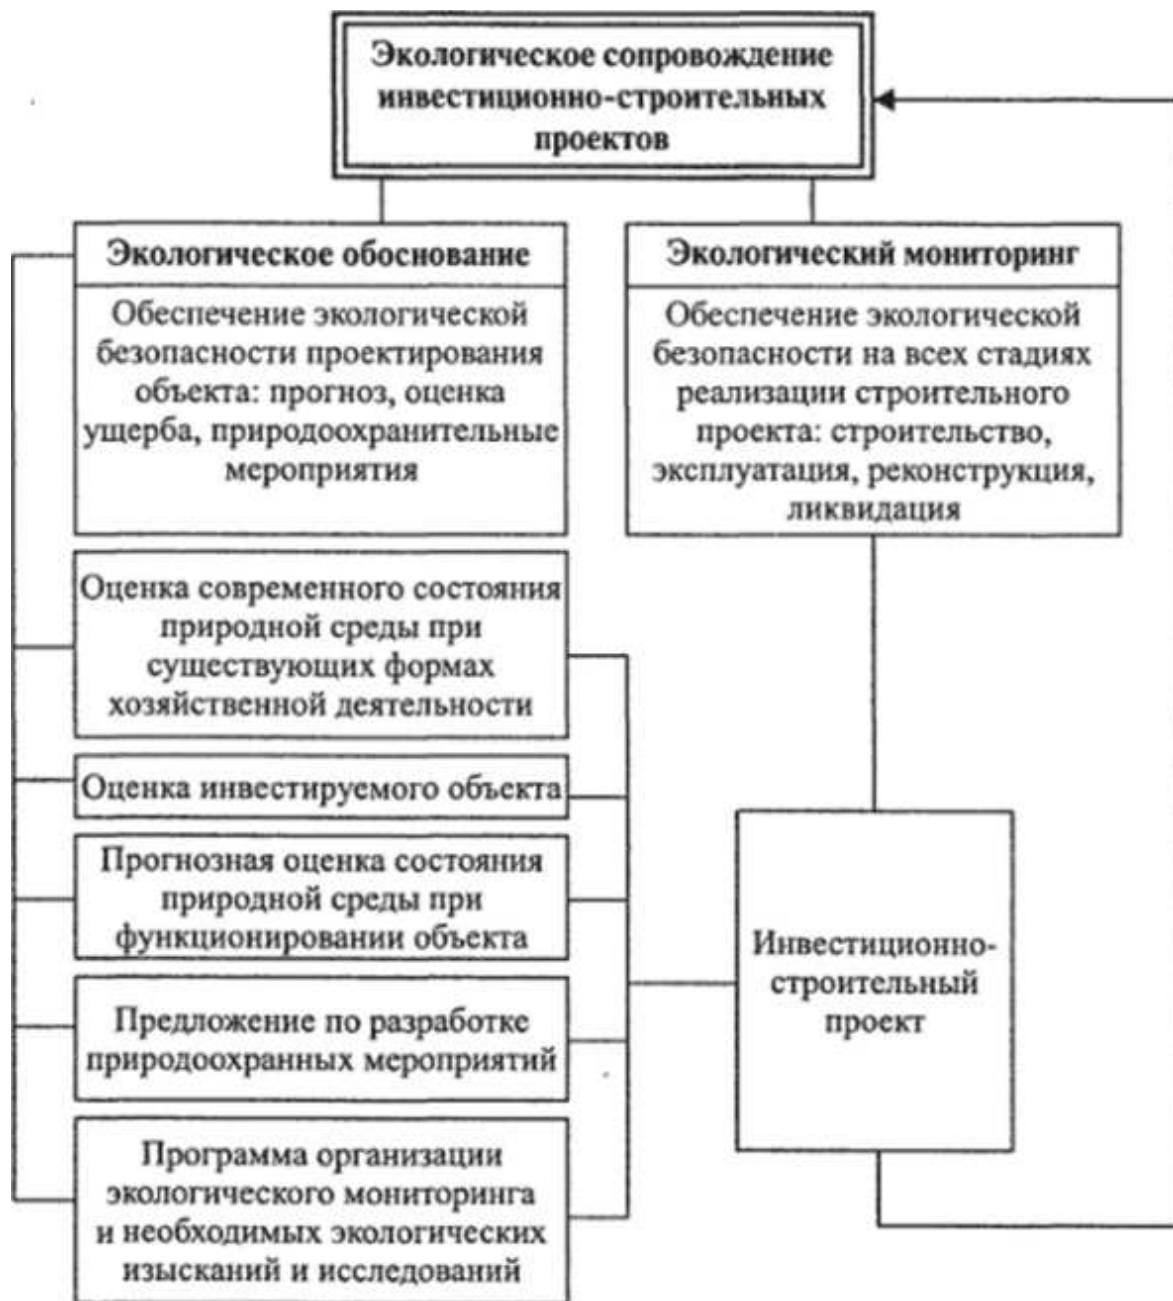 Экологическое сопровождение
инвестиционно-строительных
проектов
Экологическое обоснование
Обеспечение экологической
безопасности проектирования
объекта: прогноз, оценка
ущерба, природоохранительные
мероприятия
Экологический мониторинг
Обеспечение экологической
безопасности на всех стадиях
реализации строительного
проекта: строительство,
эксплуатация, реконструкция,
ликвидация
Оценка современного состояния
природной среды при
существующих формах
хозяйственной деятельности
Оценка инвестируемого объекта
Прогнозная оценка состояния
природной среды при
функционировании объекта
Предложение по разработке
природоохранных мероприятий
Программа организации
экологического мониторинга
и необходимых экологических
изысканий и исследований
Инвестиционно-
строительный
проект